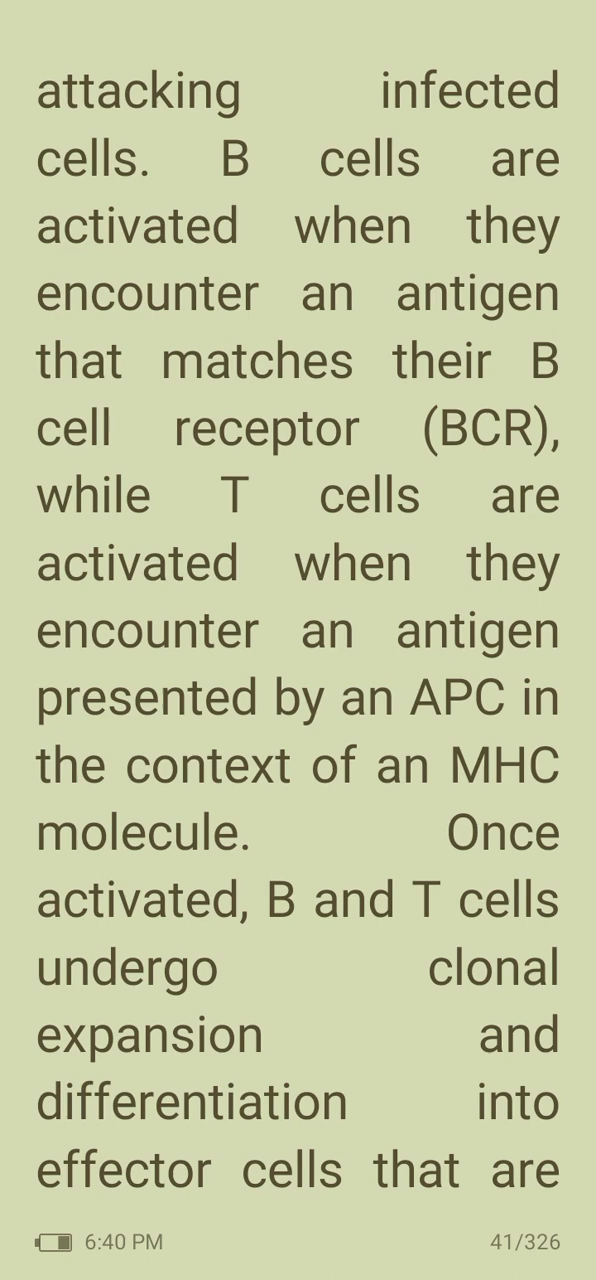 attacking infected
cells. B cells are
activated when they
encounter an antigen
that matches their B
cell receptor (BCR),
while T cells are
activated when they
encounter an antigen
presented by an APC in
the context of an MHC
molecule. Once
activated, B and T cells
undergo clonal
expansion and
differentiation into
effector cells that are
6:40 PM 41/326